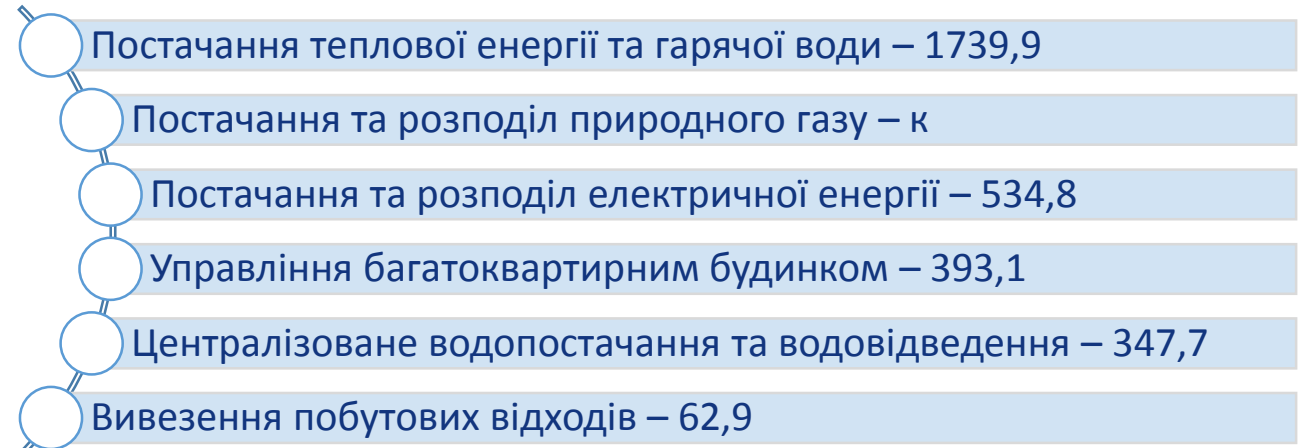 Постачання теплової енергії та гарячої води – 1739,9
Постачання та розподіл природного газу – к
Постачання та розподіл електричної енергії – 534,8
Управління багатоквартирним будинком – 393,1
Централізоване водопостачання та водовідведення – 347,7
Вивезення побутових відходів – 62,9